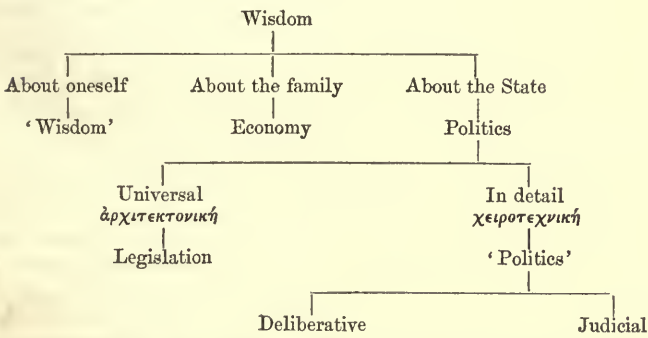 Wisdom
About oneself About the family About the State
‘Wisdom’ Economy Politics
Universal In detail
ἀρχιτεκτονική χειροτεχνική
Legislation ‘Politics’
Deliberative Judicial